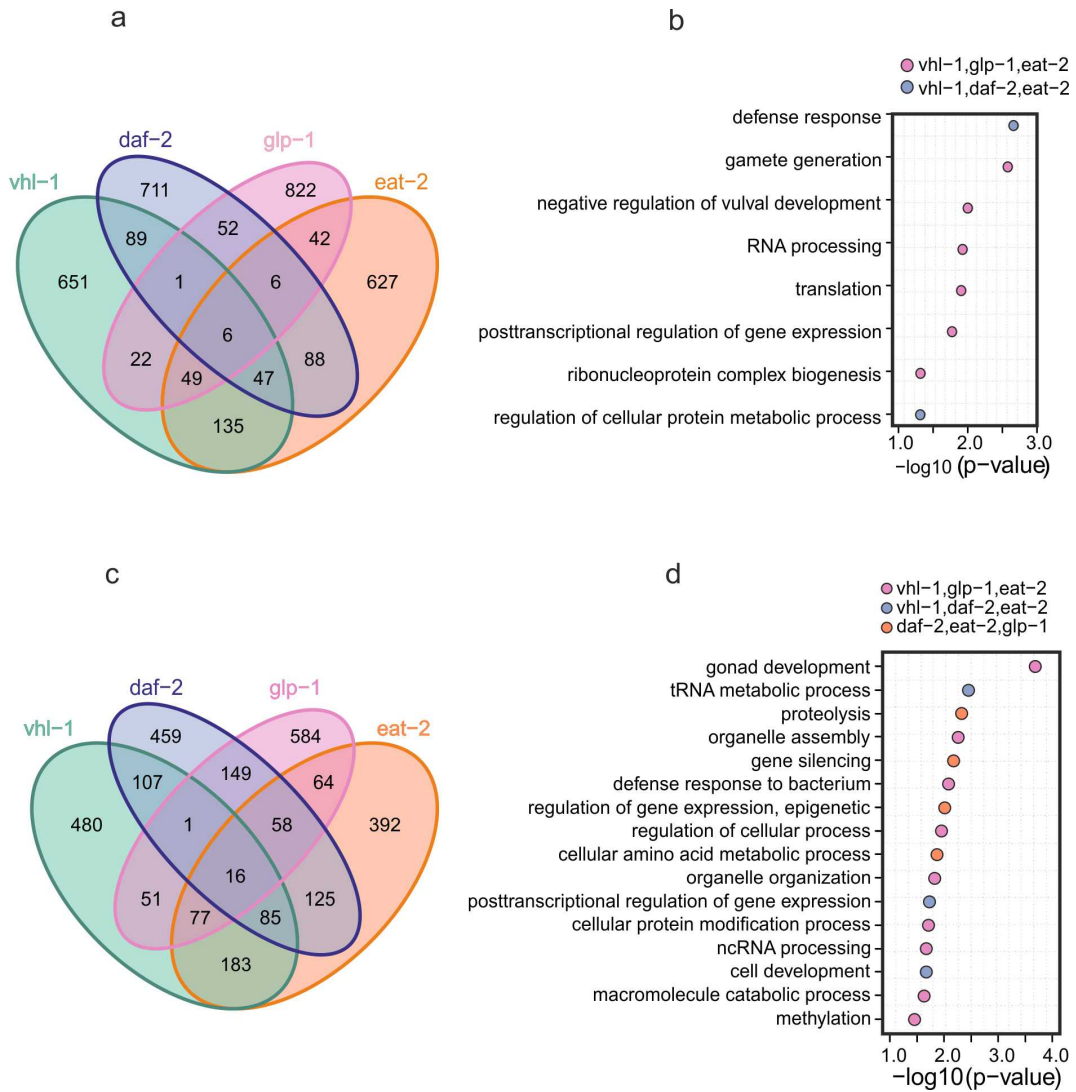 a
daf−2
glp−1
vhl−1
eat−2
711
822
89
52
42
651
1
6
627
6
22
49
47
88
135
b
vhl−1,glp−1,eat−2
vhl−1,daf−2,eat−2
defense response
gamete generation
negative regulation of vulval development
RNA processing
translation
posttranscriptional regulation of gene expression
ribonucleoprotein complex biogenesis
regulation of cellular protein metabolic process
1.0 2.0 3.0
−log10 (p−value)
c
daf−2
glp−1
vhl−1
eat−2
459
584
107
149
64
480
1
58
392
16
51
77
85
125
183
d
vhl−1,glp−1,eat−2
vhl−1,daf−2,eat−2
daf−2,eat−2,glp−1
gonad development
tRNA metabolic process
proteolysis
organelle assembly
gene silencing
defense response to bacterium
regulation of gene expression, epigenetic
regulation of cellular process
cellular amino acid metabolic process
organelle organization
posttranscriptional regulation of gene expression
cellular protein modification process
ncRNA processing
cell development
macromolecule catabolic process
methylation
1.0 2.0 3.0 4.0
−log10(p−value)